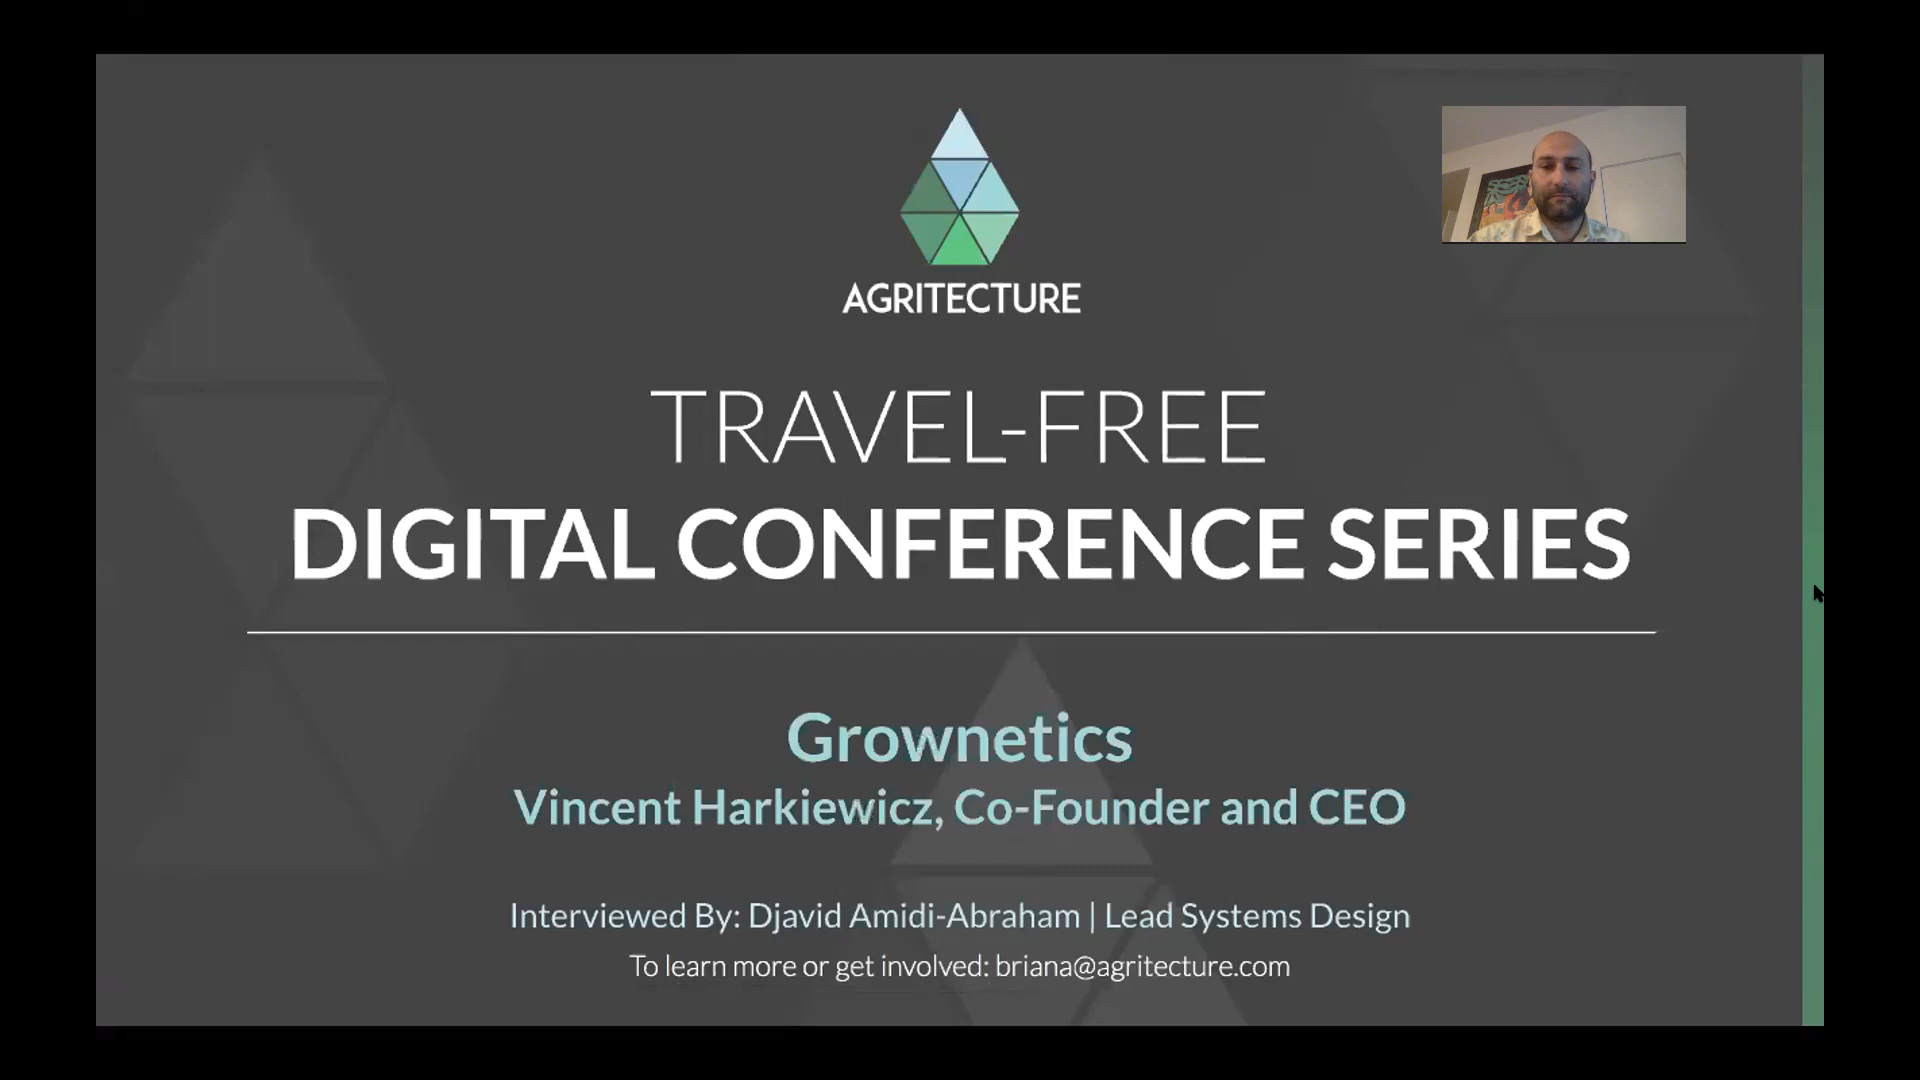 AGRITECTURE
TRAVEL-FREE
DIGITAL CONFERENCE SERIES
Grownetics
Vincent Harkiewicz, Co-Founder and CEO
Interviewed By: Djavid Amidi-Abraham | Lead Systems Design
To learn more or get involved: briana@agritecture.com